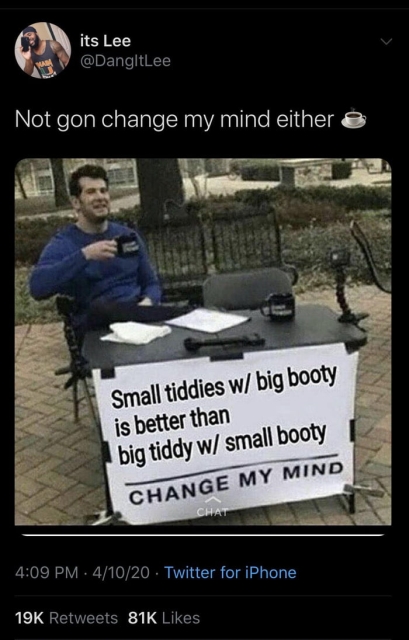 its Lee
@DangItLee
Not gon change my mind either ☕
Small tiddies w/ big booty
is better than
big tiddy w/ small booty
CHANGE MY MIND
CHAT
4:09 PM · 4/10/20 · Twitter for iPhone
19K Retweets 81K Likes